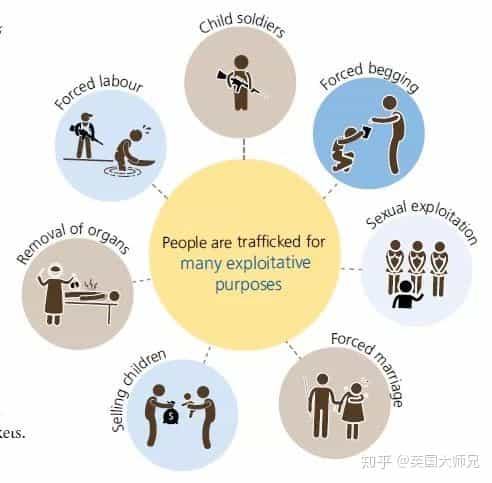 Child soldiers
Forced begging
Sexual exploitation
Forced marriage
Selling children
Removal of organs
Forced labour
People are trafficked for
many exploitative
purposes
$
知乎 @英国大师兄